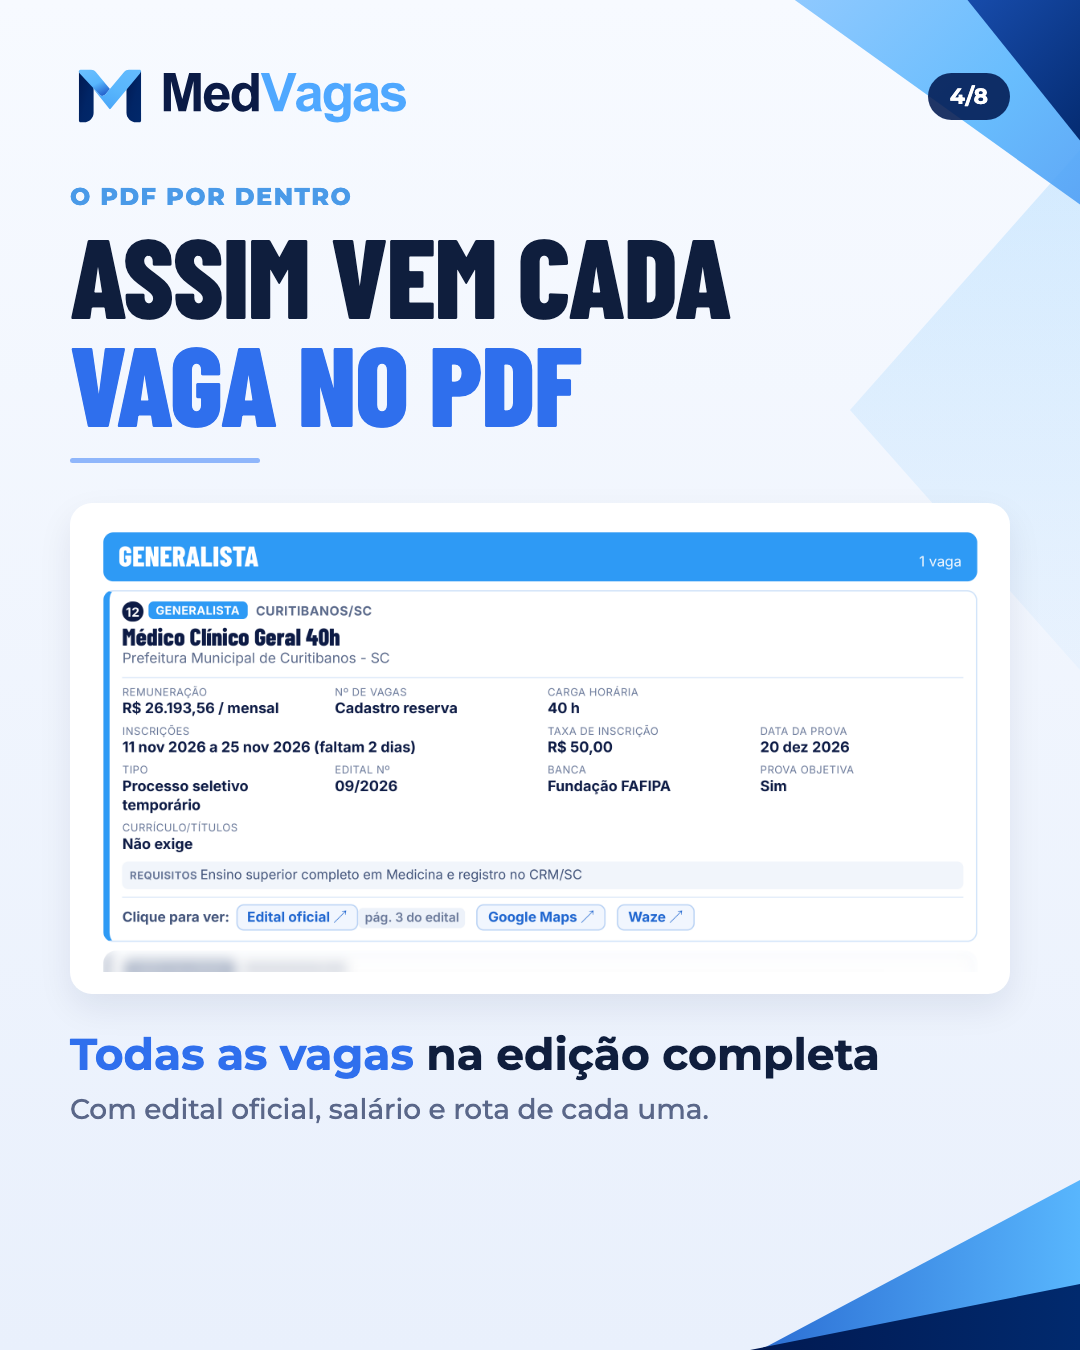 MedVagas
4/8
O PDF POR DENTRO
ASSIM VEM CADA
VAGA NO PDF
GENERALISTA
1 vaga
12 GENERALISTA CURITIBANOS/SC
Médico Clínico Geral 40h
Prefeitura Municipal de Curitibanos - SC
REMUNERAÇÃO Nº DE VAGAS CARGA HORÁRIA
R$ 26.193,56 / mensal Cadastro reserva 40 h
INSCRIÇÕES TAXA DE INSCRIÇÃO DATA DA PROVA
11 nov 2026 a 25 nov 2026 (faltam 2 dias) R$ 50,00 20 dez 2026
TIPO EDITAL Nº BANCA PROVA OBJETIVA
Processo seletivo 09/2026 Fundação FAFIPA Sim
temporário
CURRÍCULO/TÍTULOS
Não exige
REQUISITOS Ensino superior completo em Medicina e registro no CRM/SC
Clique para ver: Edital oficial ↗ pág. 3 do edital Google Maps ↗ Waze ↗
Todas as vagas na edição completa
Com edital oficial, salário e rota de cada uma.